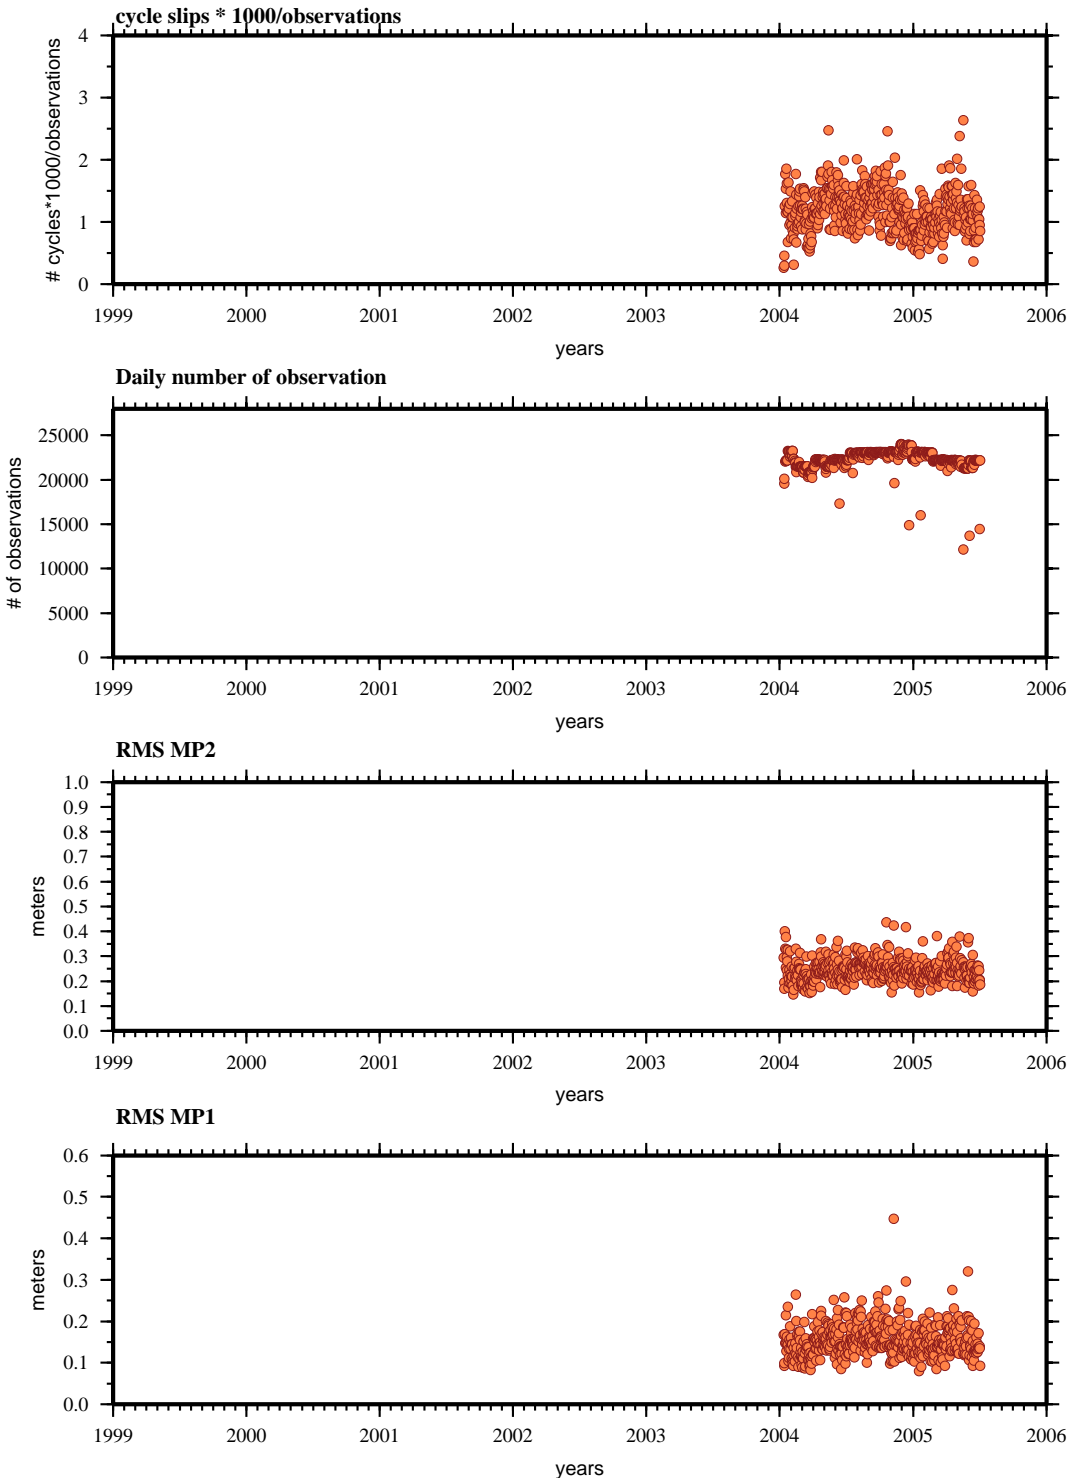 cycle slips * 1000/observations
# cycles*1000/observations
4
3
2
1
0
1999 2000 2001 2002 2003 2004 2005 2006
years
Daily number of observation
# of observations
25000
20000
15000
10000
5000
0
1999 2000 2001 2002 2003 2004 2005 2006
years
RMS MP2
meters
1.0
0.9
0.8
0.7
0.6
0.5
0.4
0.3
0.2
0.1
0.0
1999 2000 2001 2002 2003 2004 2005 2006
years
RMS MP1
meters
0.6
0.5
0.4
0.3
0.2
0.1
0.0
1999 2000 2001 2002 2003 2004 2005 2006
years